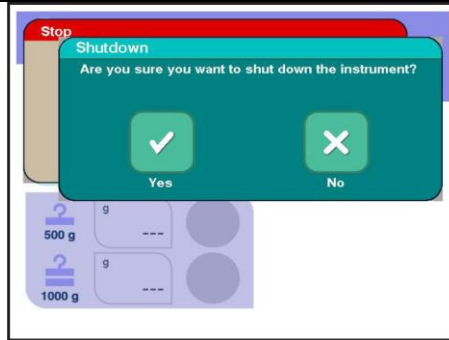 Stop
Shutdown
Are you sure you want to shut down the instrument?
Yes
No
g
---
500 g
g
---
1000 g